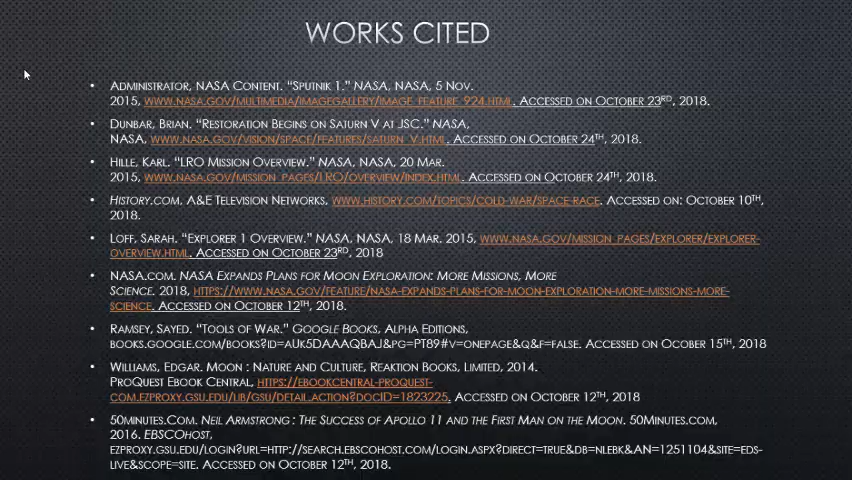 WORKS CITED
• ADMINISTRATOR, NASA CONTENT. “SPUTNIK 1.” NASA, NASA, 5 NOV.
2015, WWW.NASA.GOV/MULTIMEDIA/IMAGEGALLERY/IMAGE_FEATURE_924.HTML. ACCESSED ON OCTOBER 23RD, 2018.
• DUNBAR, BRIAN. “RESTORATION BEGINS ON SATURN V AT JSC.” NASA,
NASA, WWW.NASA.GOV/VISION/SPACE/FEATURES/SATURN_V.HTML. ACCESSED ON OCTOBER 24TH, 2018.
• HILLE, KARL. “LRO MISSION OVERVIEW.” NASA, NASA, 20 MAR.
2015, WWW.NASA.GOV/MISSION_PAGES/LRO/OVERVIEW/INDEX.HTML. ACCESSED ON OCTOBER 24TH, 2018.
• HISTORY.COM, A&E TELEVISION NETWORKS, WWW.HISTORY.COM/TOPICS/COLD-WAR/SPACE-RACE. ACCESSED ON: OCTOBER 10TH,
2018.
• LOFF, SARAH. “EXPLORER 1 OVERVIEW.” NASA, NASA, 18 MAR. 2015, WWW.NASA.GOV/MISSION_PAGES/EXPLORER/EXPLORER-
OVERVIEW.HTML. ACCESSED ON OCTOBER 23RD, 2018
• NASA.COM. NASA EXPANDS PLANS FOR MOON EXPLORATION: MORE MISSIONS, MORE
SCIENCE. 2018, HTTPS://WWW.NASA.GOV/FEATURE/NASA-EXPANDS-PLANS-FOR-MOON-EXPLORATION-MORE-MISSIONS-MORE-
SCIENCE. ACCESSED ON OCTOBER 12TH, 2018.
• RAMSEY, SAYED. “TOOLS OF WAR.” GOOGLE BOOKS, ALPHA EDITIONS,
BOOKS.GOOGLE.COM/BOOKS?ID=AUK5DAAAQBAJ&PG=PT89#V=ONEPAGE&Q&F=FALSE. ACCESSED ON OCOBER 15TH, 2018
• WILLIAMS, EDGAR. MOON : NATURE AND CULTURE, REAKTION BOOKS, LIMITED, 2014.
PROQUEST EBOOK CENTRAL, HTTPS://EBOOKCENTRAL-PROQUEST-
COM.EZPROXY.GSU.EDU/LIB/GSU/DETAIL.ACTION?DOCID=1823225. ACCESSED ON OCTOBER 12TH, 2018
• 50MINUTES.COM. NEIL ARMSTRONG : THE SUCCESS OF APOLLO 11 AND THE FIRST MAN ON THE MOON. 50MINUTES.COM,
2016. EBSCOHOST,
EZPROXY.GSU.EDU/LOGIN?URL=HTTP://SEARCH.EBSCOHOST.COM/LOGIN.ASPX?DIRECT=TRUE&DB=NLEBK&AN=1251104&SITE=EDS-
LIVE&SCOPE=SITE. ACCESSED ON OCTOBER 12TH, 2018.